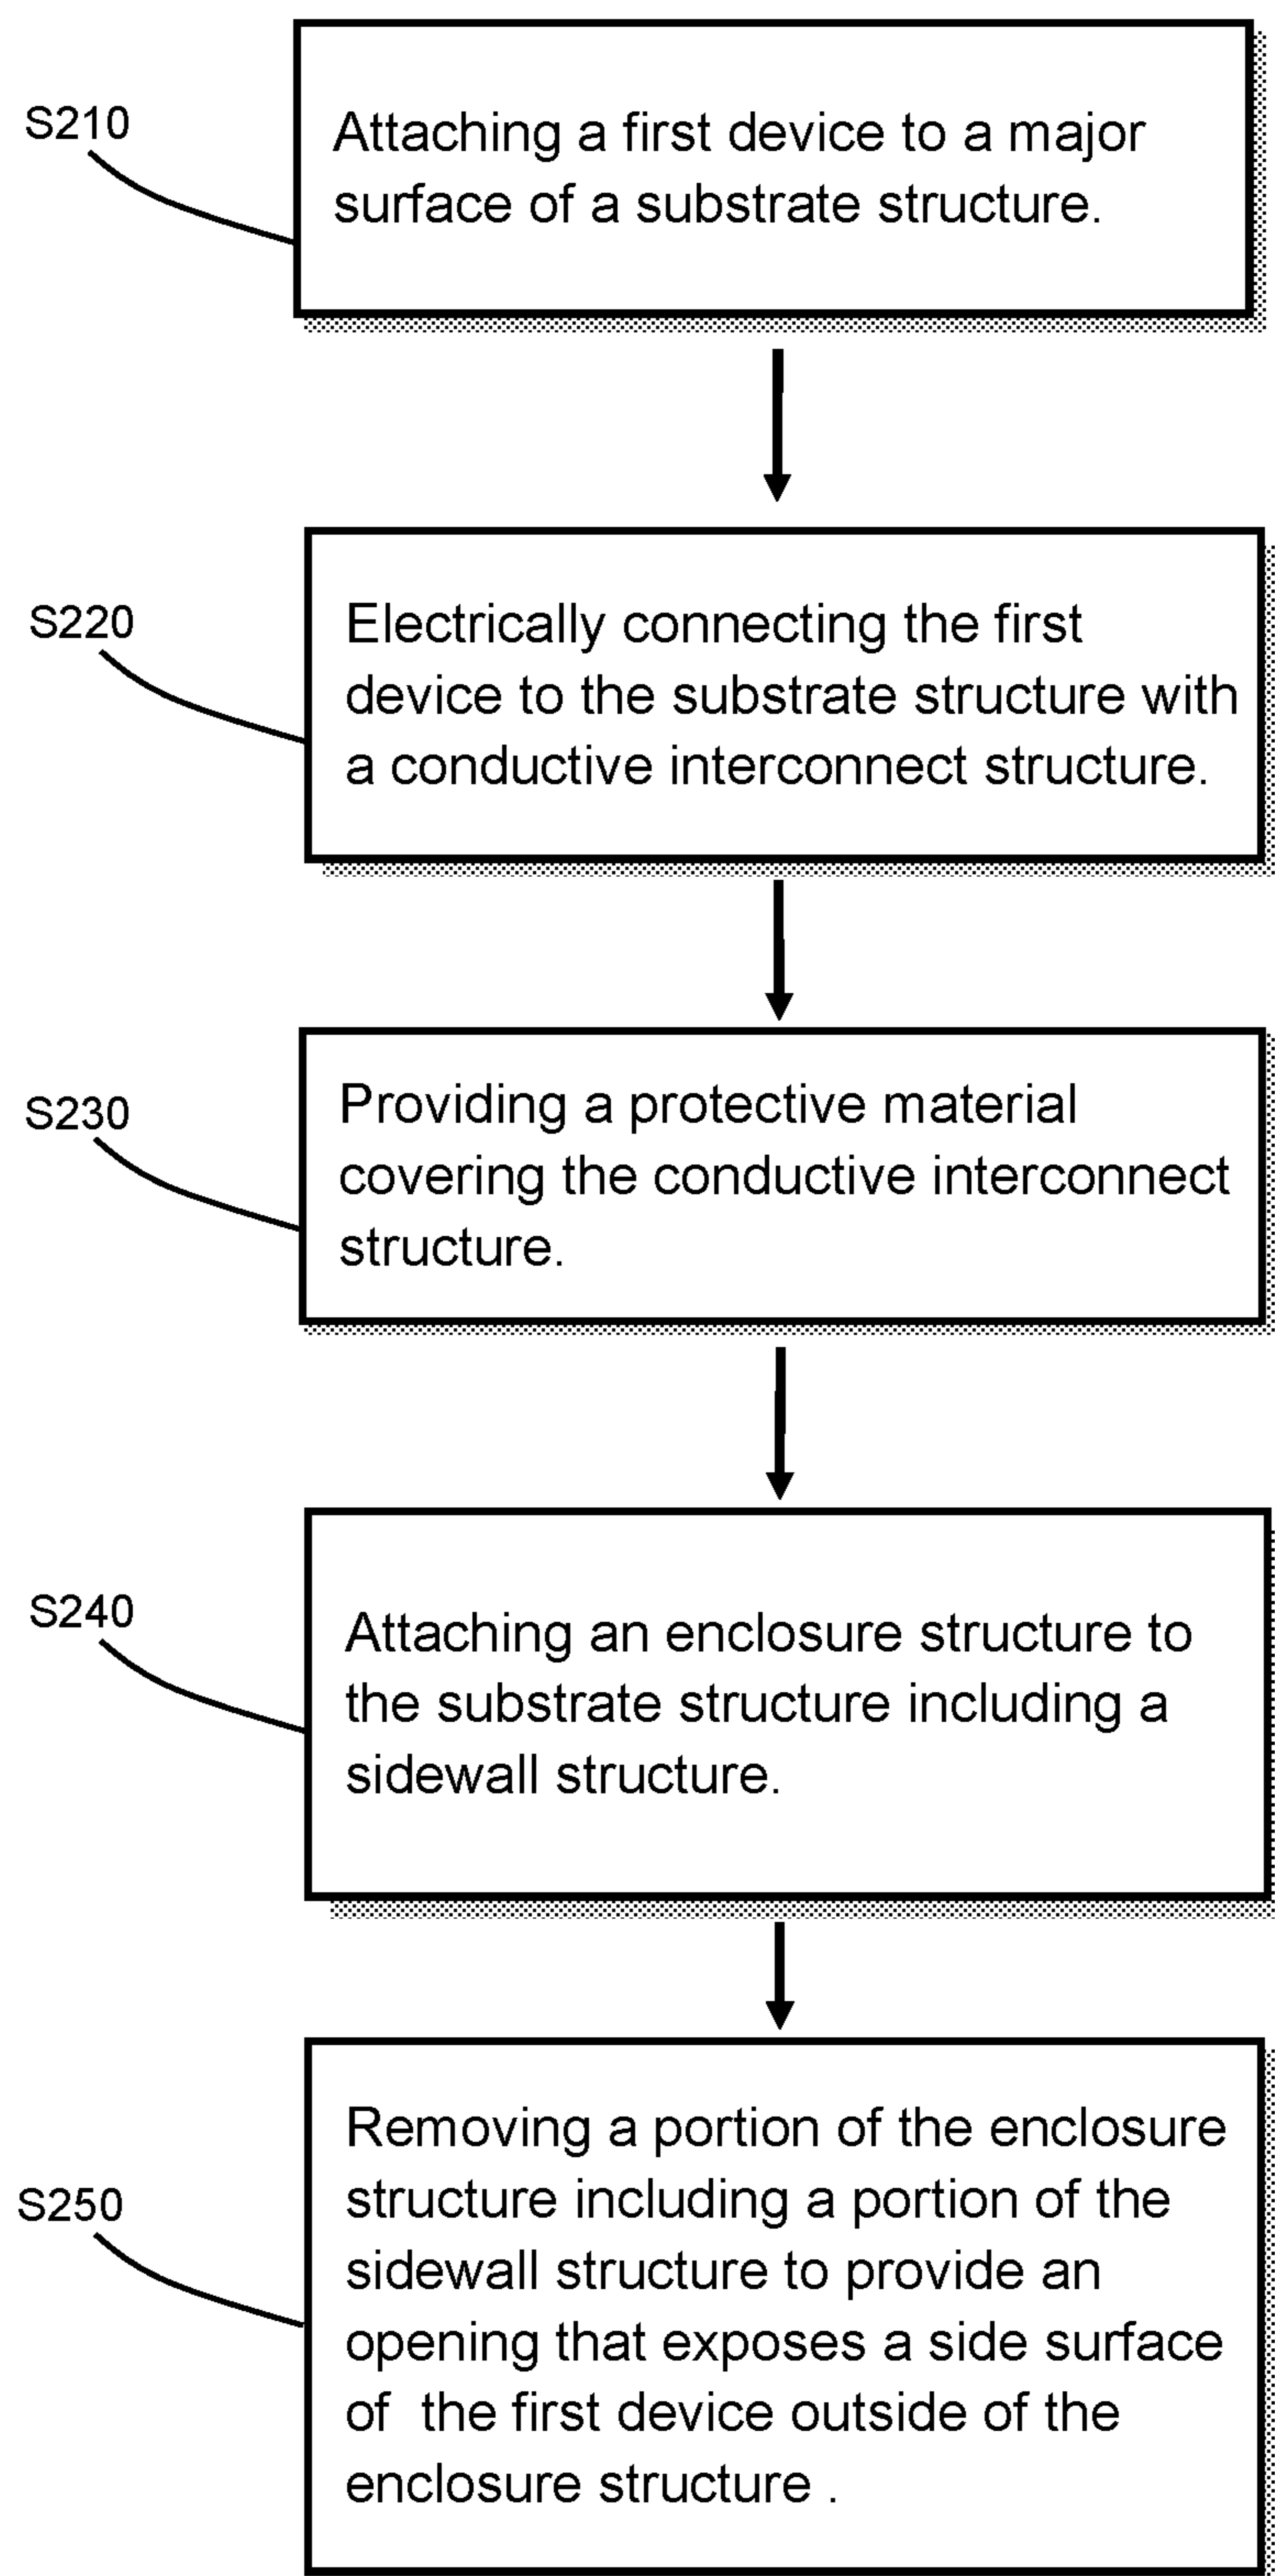 S210
Attaching a first device to a major
surface of a substrate structure.
S220
Electrically connecting the first
device to the substrate structure with
a conductive interconnect structure.
S230
Providing a protective material
covering the conductive interconnect
structure.
S240
Attaching an enclosure structure to
the substrate structure including a
sidewall structure.
S250
Removing a portion of the enclosure
structure including a portion of the
sidewall structure to provide an
opening that exposes a side surface
of  the first device outside of the
enclosure structure .